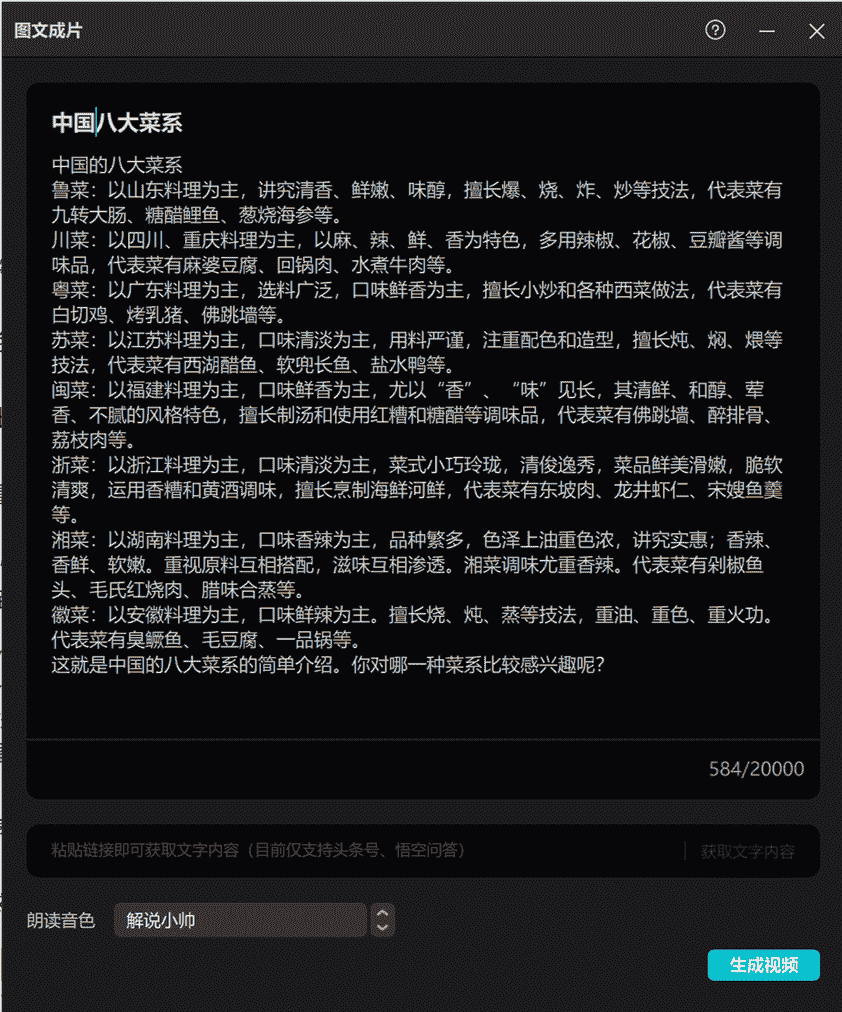 图文成片
中国八大菜系
中国的八大菜系
鲁菜：以山东料理为主，讲究清香、鲜嫩、味醇，擅长爆、烧、炸、炒等技法，代表菜有
九转大肠、糖醋鲤鱼、葱烧海参等。
川菜：以四川、重庆料理为主，以麻、辣、鲜、香为特色，多用辣椒、花椒、豆瓣酱等调
味品，代表菜有麻婆豆腐、回锅肉、水煮牛肉等。
粤菜：以广东料理为主，选料广泛，口味鲜香为主，擅长小炒和各种西菜做法，代表菜有
白切鸡、烤乳猪、佛跳墙等。
苏菜：以江苏料理为主，口味清淡为主，用料严谨，注重配色和造型，擅长炖、焖、煨等
技法，代表菜有西湖醋鱼、软兜长鱼、盐水鸭等。
闽菜：以福建料理为主，口味鲜香为主，尤以“香”、“味”见长，其清鲜、和醇、荤
香、不腻的风格特色，擅长制汤和使用红糟和糖醋等调味品，代表菜有佛跳墙、醉排骨、
荔枝肉等。
浙菜：以浙江料理为主，口味清淡为主，菜式小巧玲珑，清俊逸秀，菜品鲜美滑嫩，脆软
清爽，运用香糟和黄酒调味，擅长烹制海鲜河鲜，代表菜有东坡肉、龙井虾仁、宋嫂鱼羹
等。
湘菜：以湖南料理为主，口味香辣为主，品种繁多，色泽上油重色浓，讲究实惠；香辣、
香鲜、软嫩。重视原料互相搭配，滋味互相渗透。湘菜调味尤重香辣。代表菜有剁椒鱼
头、毛氏红烧肉、腊味合蒸等。
徽菜：以安徽料理为主，口味鲜辣为主。擅长烧、炖、蒸等技法，重油、重色、重火功。
代表菜有臭鳜鱼、毛豆腐、一品锅等。
这就是中国的八大菜系的简单介绍。你对哪一种菜系比较感兴趣呢？
584/20000
粘贴链接即可获取文字内容（目前仅支持头条号、悟空问答）
获取文字内容
朗读音色
解说小帅
生成视频